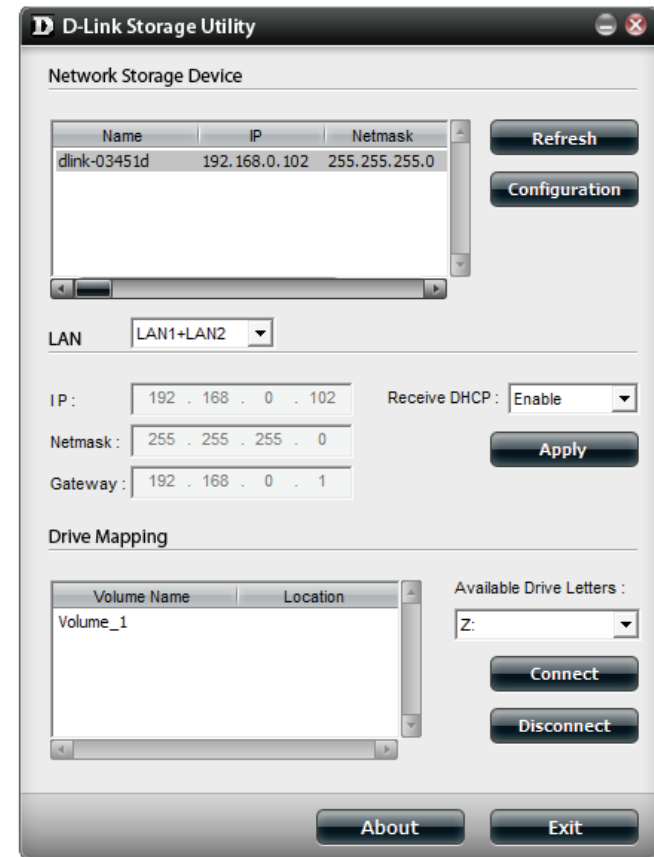 D D-Link Storage Utility
Network Storage Device
Name IP Netmask
dlink-03451d 192.168.0.102 255.255.255.0
Refresh
Configuration
LAN LAN1+LAN2
IP: 192 . 168 . 0 . 102 Receive DHCP : Enable
Netmask : 255 . 255 . 255 . 0 Apply
Gateway : 192 . 168 . 0 . 1
Drive Mapping
Volume Name Location
Volume_1
Available Drive Letters :
Z:
Connect
Disconnect
About Exit